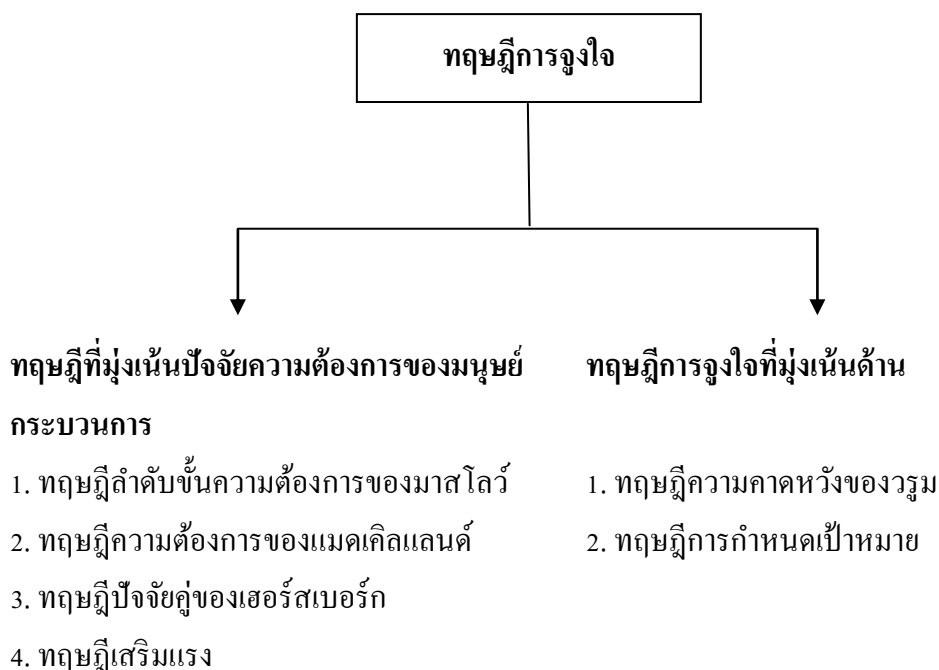 ทฤษฎีการจูงใจ
ทฤษฎีที่มุ่งเน้นปัจจัยความต้องการของมนุษย์ ทฤษฎีการจูงใจที่มุ่งเน้นด้าน
กระบวนการ
1. ทฤษฎีลำดับขั้นความต้องการของมาสโลว์ 1. ทฤษฎีความคาดหวังของวรูม
2. ทฤษฎีความต้องการของแมดเคิลแลนด์ 2. ทฤษฎีการกำหนดเป้าหมาย
3. ทฤษฎีปัจจัยคู่ของเฮอร์สเบอร์ก
4. ทฤษฎีเสริมแรง